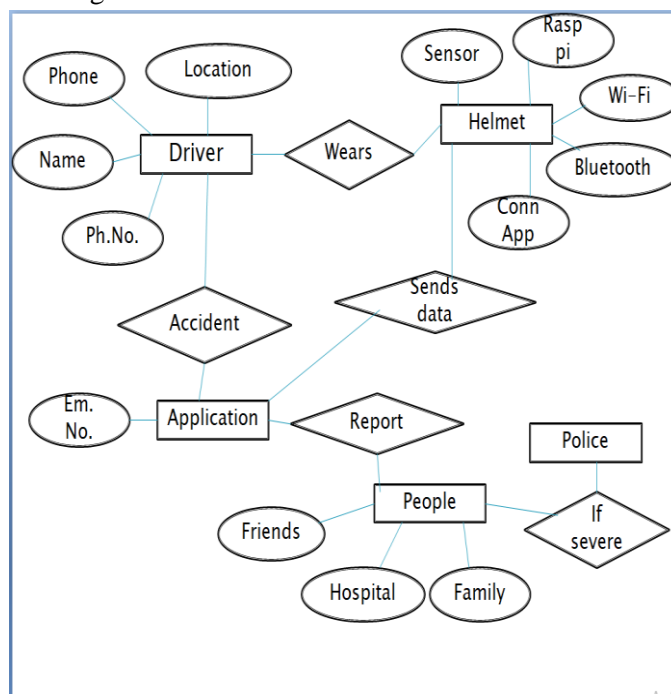 Rasp
pi
Sensor
Location
Phone
Wi-Fi
Helmet
Driver
Wears
Name
Bluetooth
Conn
App
Ph.No.
Sends
data
Accident
Em.
No.
Application
Report
Police
People
If
severe
Friends
Hospital
Family